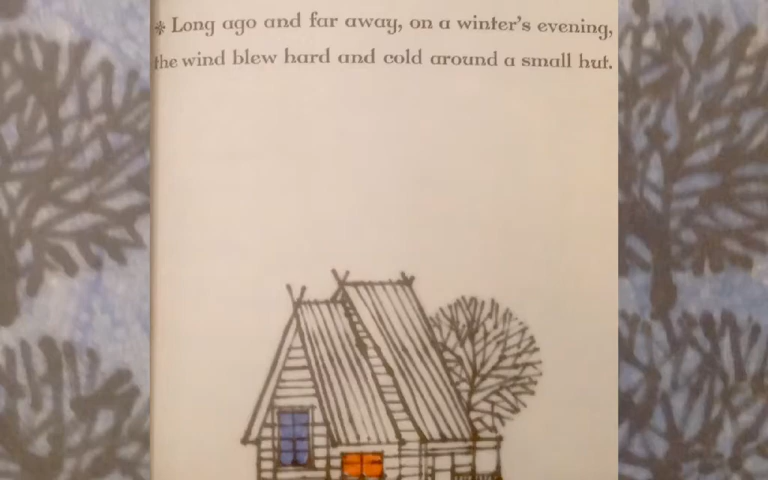 * Long ago and far away, on a winter's evening,
the wind blew hard and cold around a small hut.